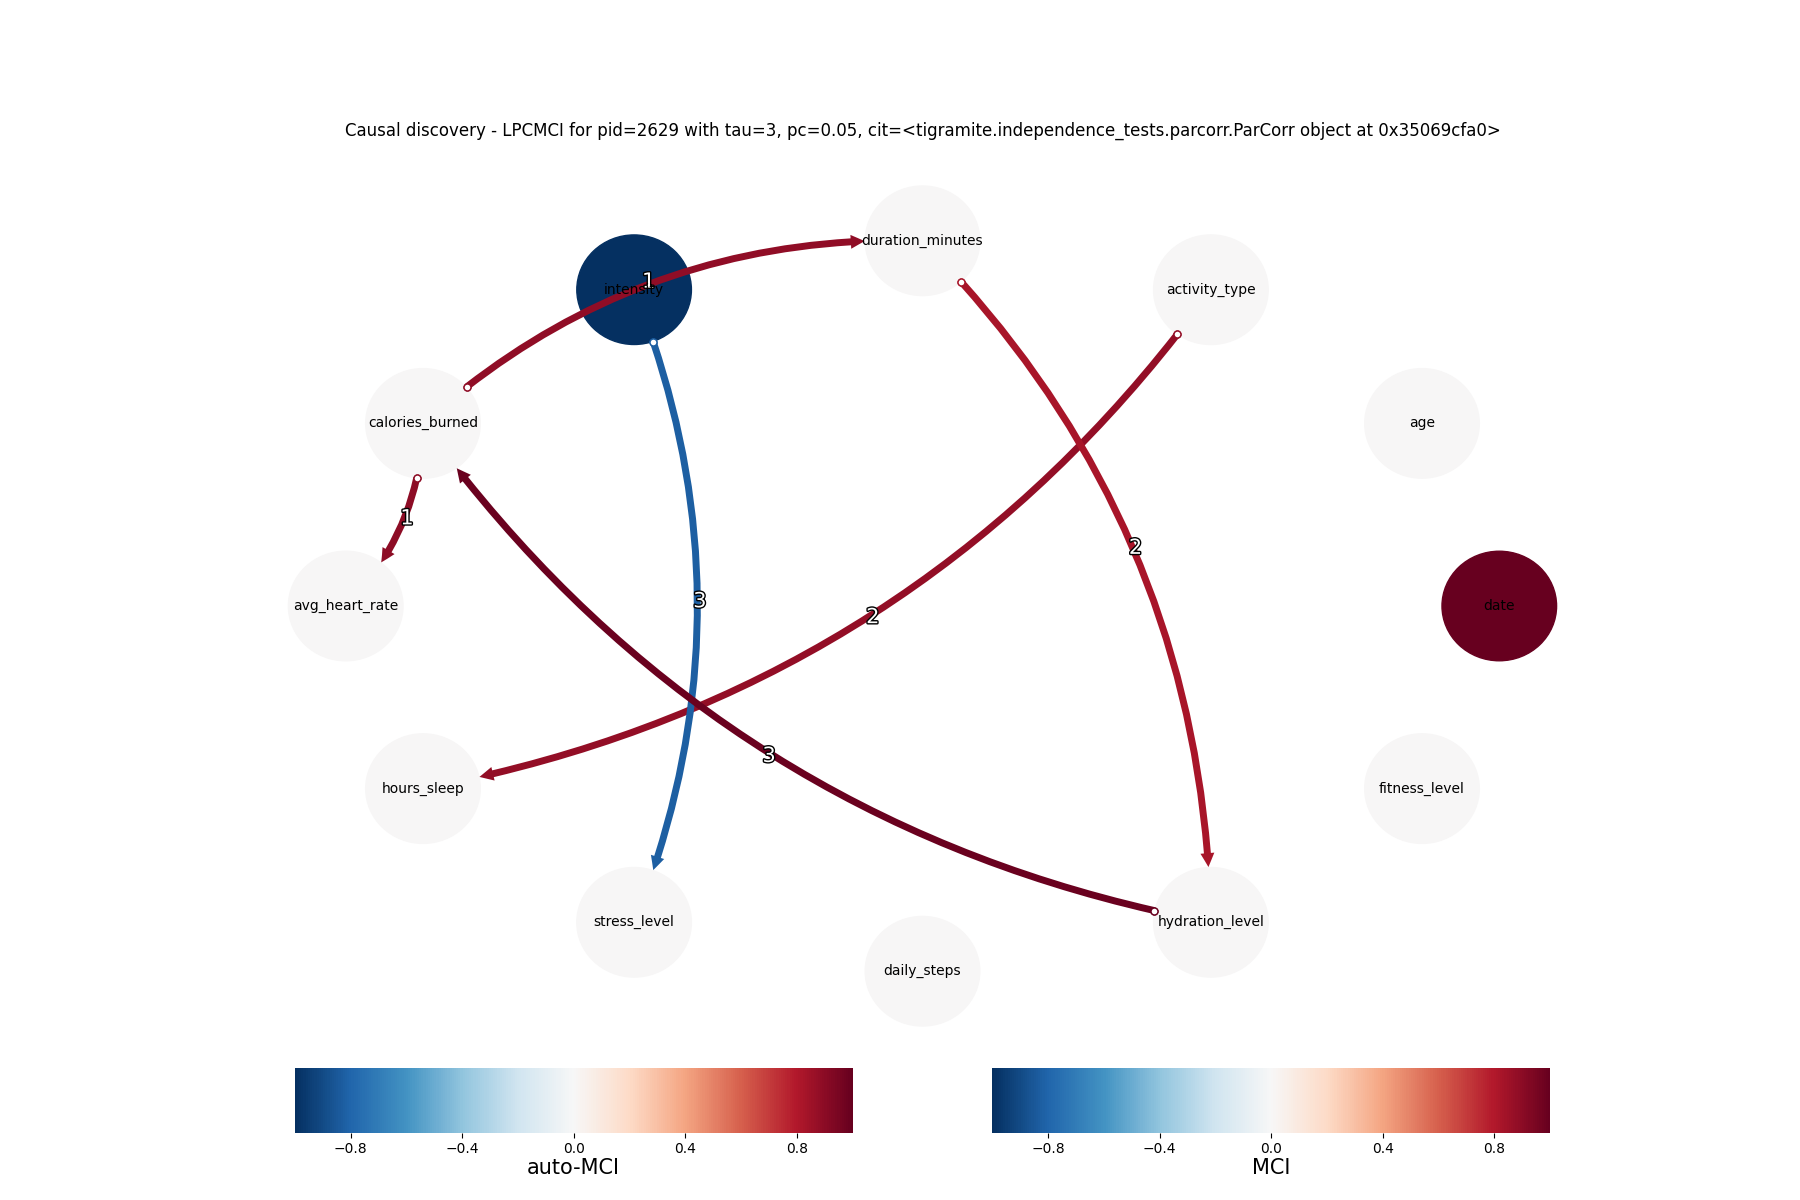 Causal discovery - LPCMCI for pid=2629 with tau=3, pc=0.05, cit=<tigramite.independence_tests.parcorr.ParCorr object at 0x35069cfa0>
duration_minutes
intensity
1
activity_type
calories_burned
age
1
2
avg_heart_rate
3
2
date
3
hours_sleep
fitness_level
stress_level
hydration_level
daily_steps
−0.8 −0.4 0.0 0.4 0.8
auto-MCI
−0.8 −0.4 0.0 0.4 0.8
MCI